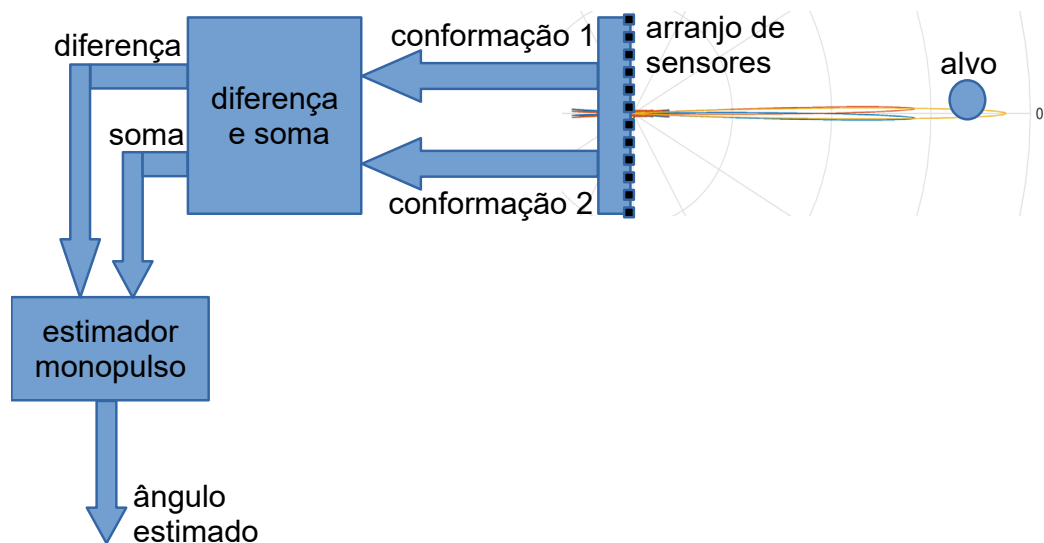 diferença
soma
diferença
e soma
conformação 1
conformação 2
arranjo de
sensores
alvo
0
estimador
monopulso
ângulo
estimado